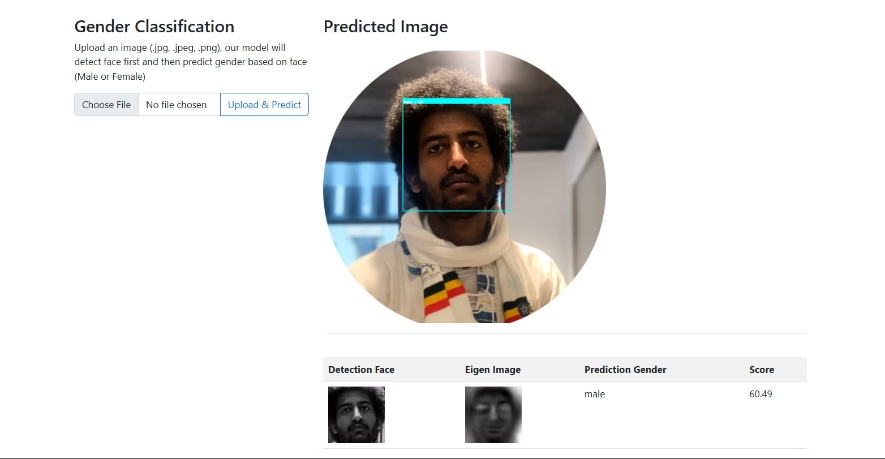 Gender Classification
Upload an image (.jpg, .jpeg, .png), our model will
detect face first and then predict gender based on face
(Male or Female)
Choose File No file chosen Upload & Predict
Predicted Image
Detection Face Eigen Image Prediction Gender Score
male 60.49